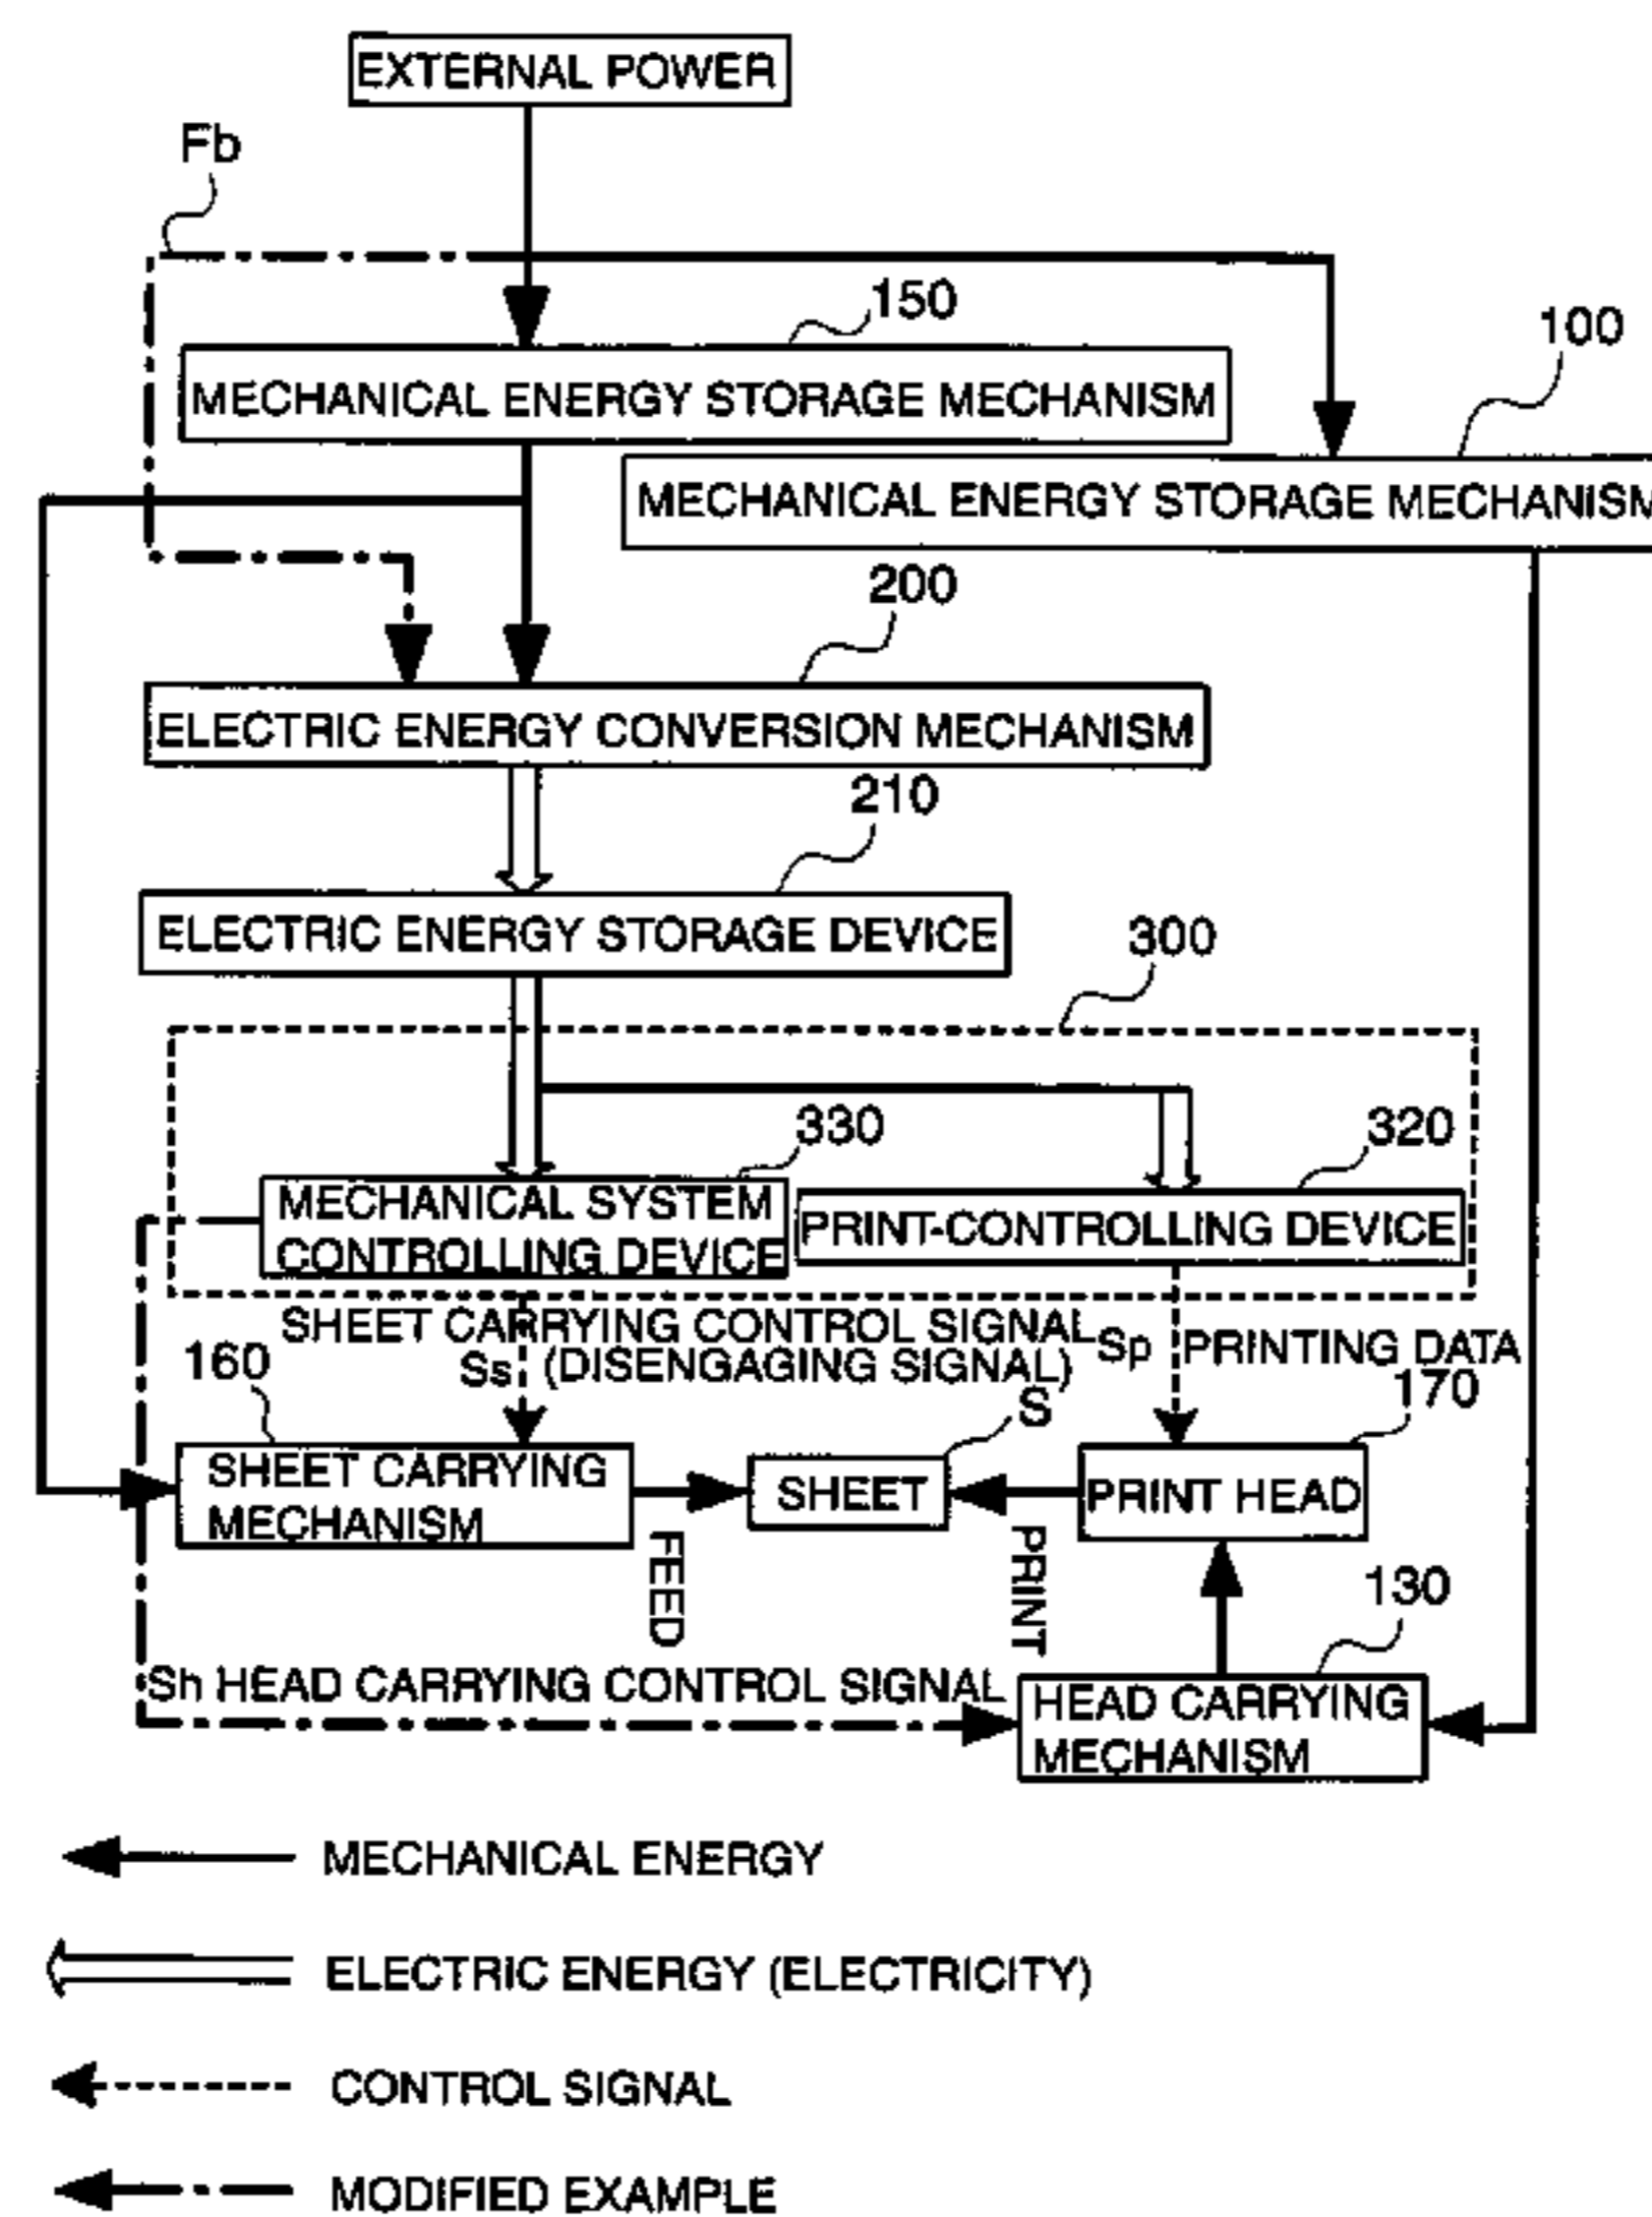 EXTERNAL POWER
Fb
150
100
MECHANICAL ENERGY STORAGE MECHANISM
MECHANICAL ENERGY STORAGE MECHANISM
200
ELECTRIC ENERGY CONVERSION MECHANISM
210
ELECTRIC ENERGY STORAGE DEVICE
300
330
320
MECHANICAL SYSTEM
CONTROLLING DEVICE
PRINT-CONTROLLING DEVICE
SHEET CARRYING CONTROL SIGNAL
Ss (DISENGAGING SIGNAL)
Sp PRINTING DATA
160
170
S
SHEET CARRYING
MECHANISM
SHEET
PRINT HEAD
FEED
PRINT
130
Sh HEAD CARRYING CONTROL SIGNAL
HEAD CARRYING
MECHANISM
MECHANICAL ENERGY
ELECTRIC ENERGY (ELECTRICITY)
CONTROL SIGNAL
MODIFIED EXAMPLE